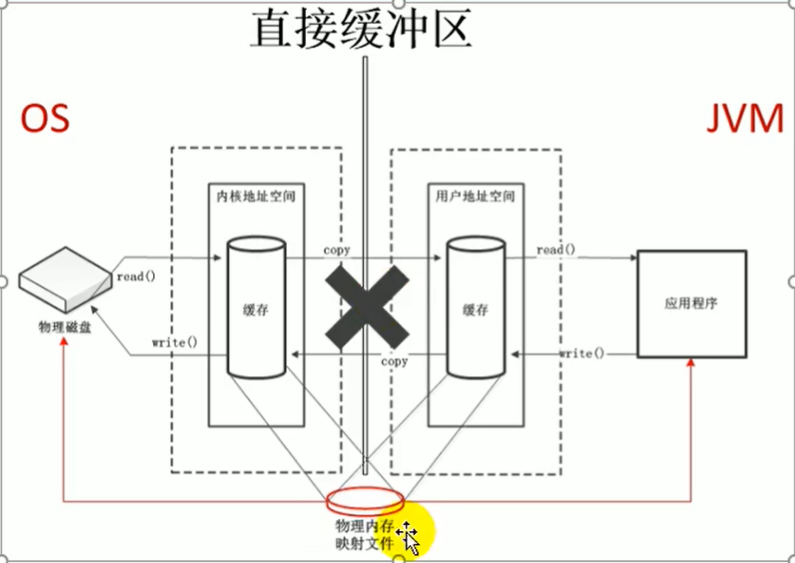 直接缓冲区
OS
JVM
内核地址空间
用户地址空间
copy
read()
read()
缓存
缓存
应用程序
物理磁盘
write()
copy
write()
物理内存
映射文件